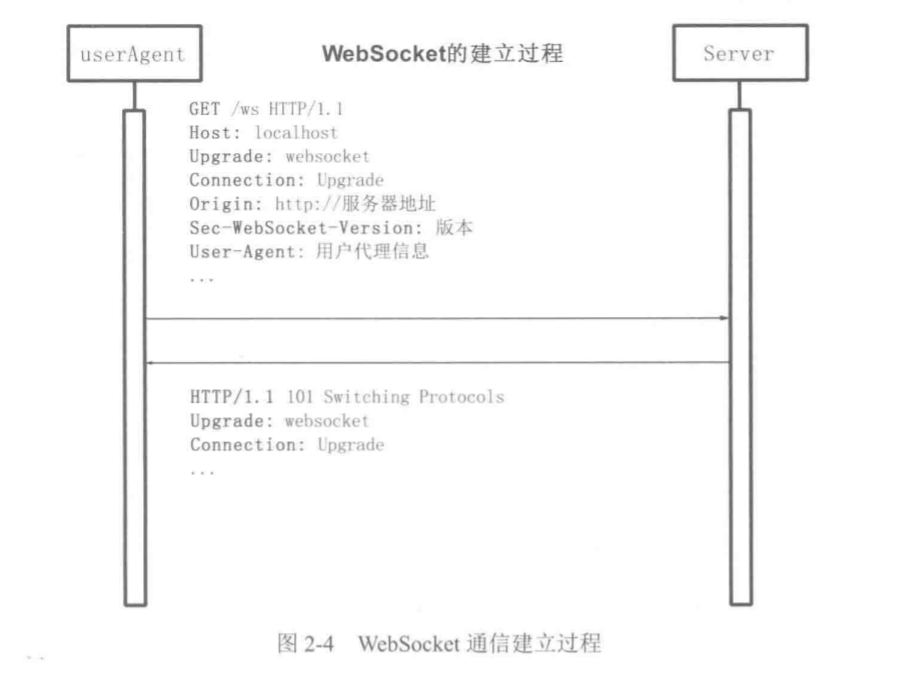 userAgent
WebSocket的建立过程
Server
GET /ws HTTP/1.1
Host: localhost
Upgrade: websocket
Connection: Upgrade
Origin: http://服务器地址
Sec-WebSocket-Version: 版本
User-Agent: 用户代理信息
...
HTTP/1.1 101 Switching Protocols
Upgrade: websocket
Connection: Upgrade
...
图 2-4 WebSocket 通信建立过程